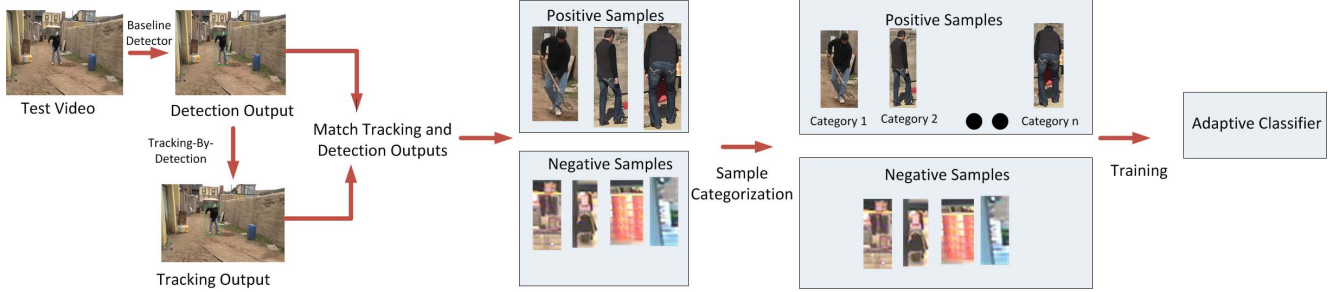 Baseline
Detector
Test Video
Detection Output
Tracking-By-
Detection
Tracking Output
Match Tracking and
Detection Outputs
Positive Samples
Negative Samples
Sample
Categorization
Positive Samples
Category 1
Category 2
Category n
Negative Samples
Training
Adaptive Classifier